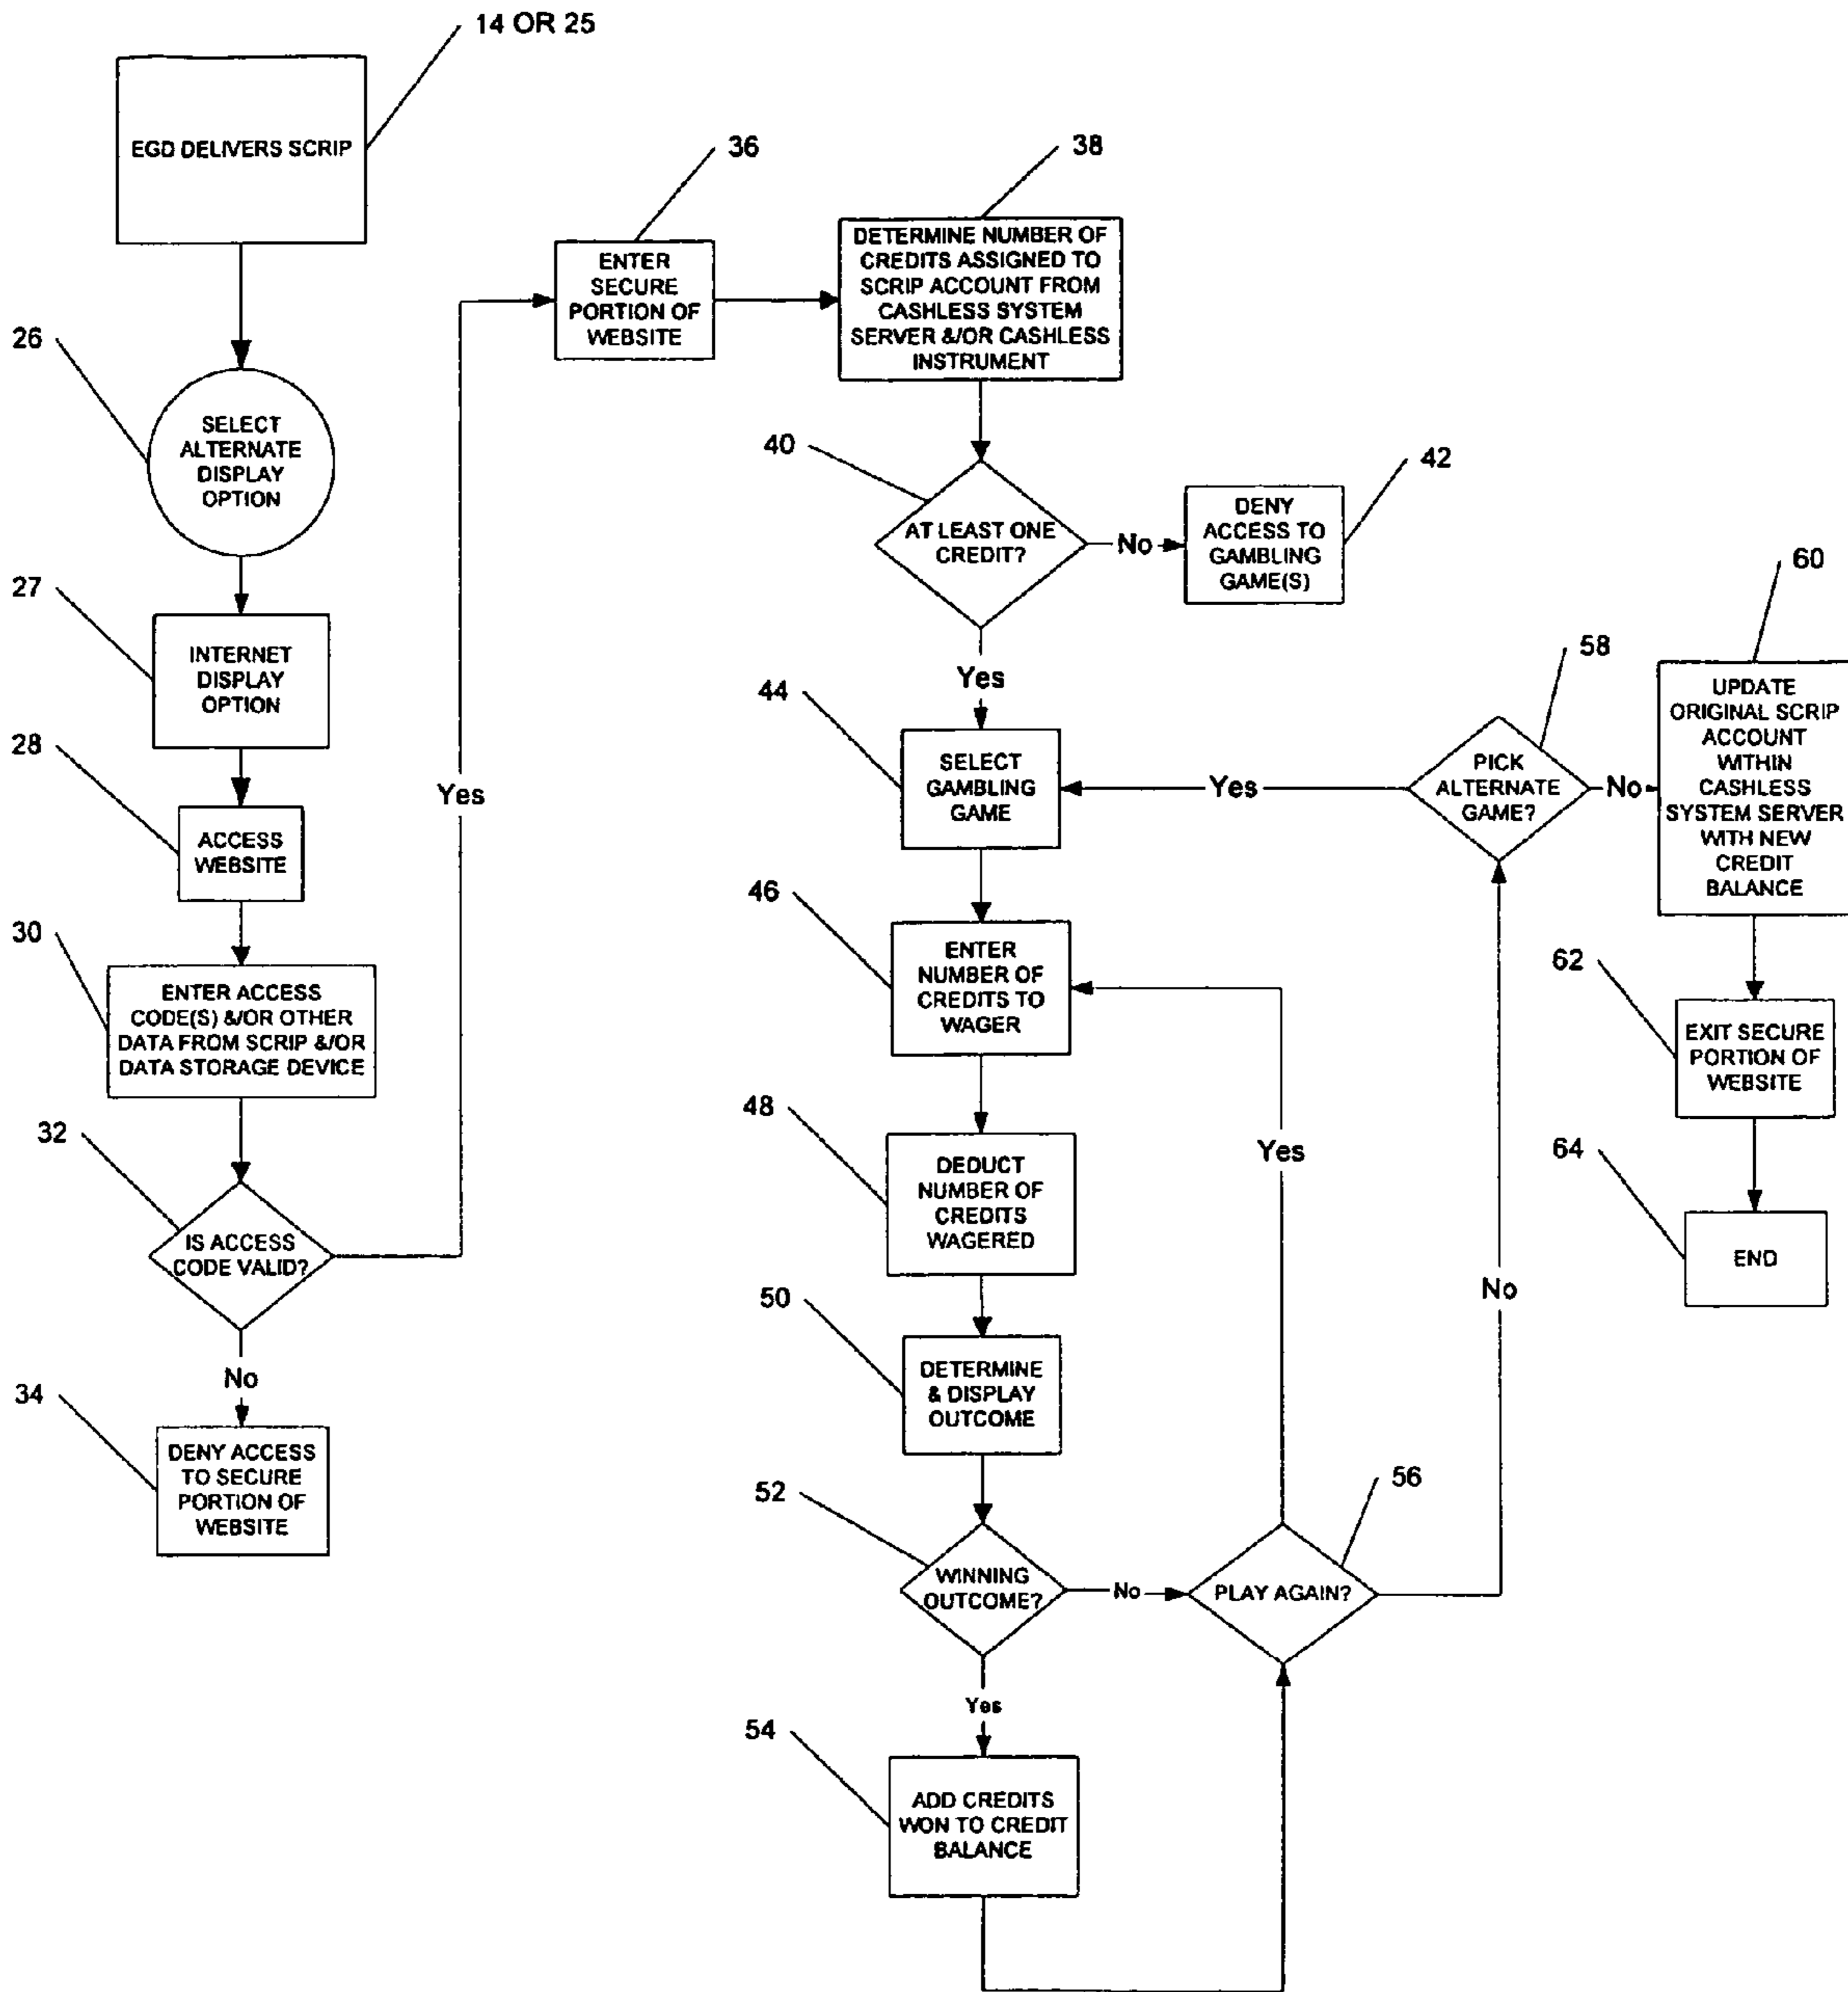 14 OR 25
EGD DELIVERS SCRIP
26
SELECT
ALTERNATE
DISPLAY
OPTION
27
INTERNET
DISPLAY
OPTION
28
ACCESS
WEBSITE
30
ENTER ACCESS
CODE(S) &/OR OTHER
DATA FROM SCRIP &/OR
DATA STORAGE DEVICE
32
IS ACCESS
CODE VALID?
Yes
No
34
DENY ACCESS
TO SECURE
PORTION OF
WEBSITE
36
ENTER
SECURE
PORTION OF
WEBSITE
38
DETERMINE NUMBER OF
CREDITS ASSIGNED TO
SCRIP ACCOUNT FROM
CASHLESS SYSTEM
SERVER &/OR CASHLESS
INSTRUMENT
40
AT LEAST ONE
CREDIT?
No
42
DENY
ACCESS TO
GAMBLING
GAME(S)
Yes
44
SELECT
GAMBLING
GAME
46
ENTER
NUMBER OF
CREDITS TO
WAGER
48
DEDUCT
NUMBER OF
CREDITS
WAGERED
50
DETERMINE
& DISPLAY
OUTCOME
52
WINNING
OUTCOME?
No
Yes
54
ADD CREDITS
WON TO CREDIT
BALANCE
56
PLAY AGAIN?
Yes
No
58
PICK
ALTERNATE
GAME?
Yes
No
60
UPDATE
ORIGINAL SCRIP
ACCOUNT
WITHIN
CASHLESS
SYSTEM SERVER
WITH NEW
CREDIT
BALANCE
62
EXIT SECURE
PORTION OF
WEBSITE
64
END